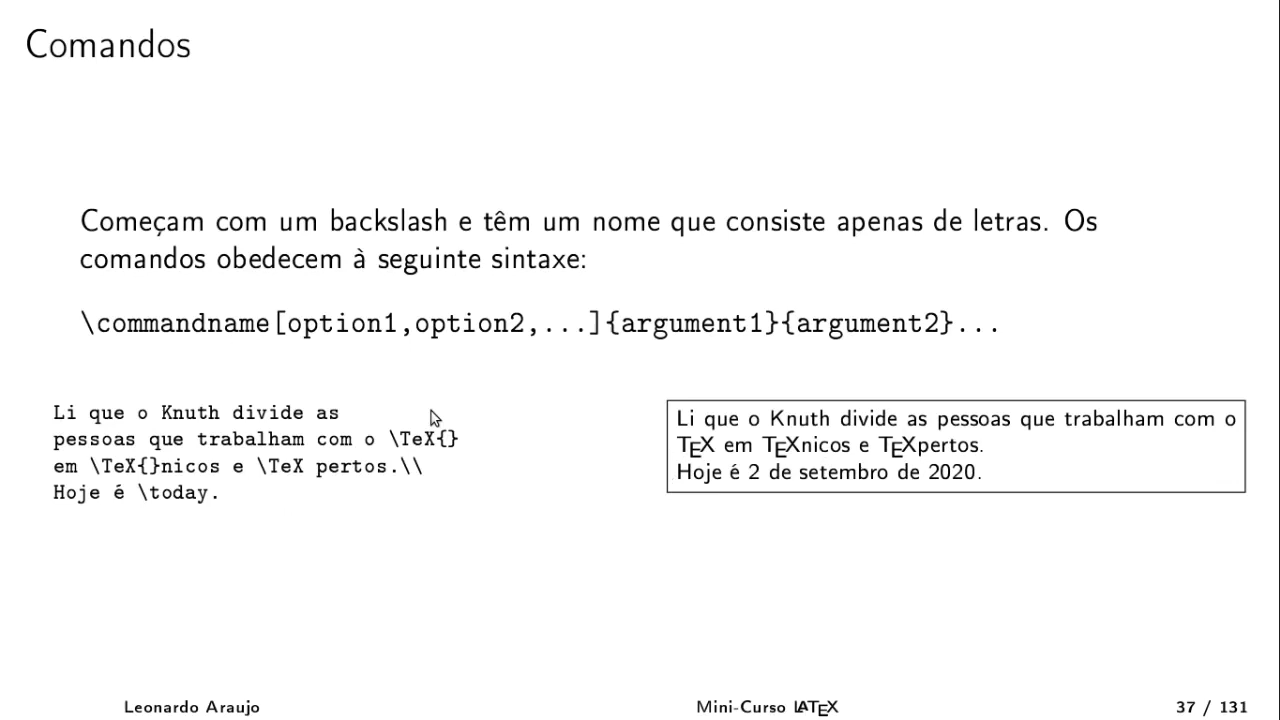 Comandos
Começam com um backslash e têm um nome que consiste apenas de letras. Os
comandos obedecem à seguinte sintaxe:
\commandname[option1,option2,...]{argument1}{argument2}...
Li que o Knuth divide as
pessoas que trabalham com o \TeX{}
em \TeX{}nicos e \TeX pertos.\\
Hoje é \today.
Li que o Knuth divide as pessoas que trabalham com o
TEX em TEXnicos e TEXpertos.
Hoje é 2 de setembro de 2020.
Leonardo Araujo
Mini-Curso LATEX
37 / 131